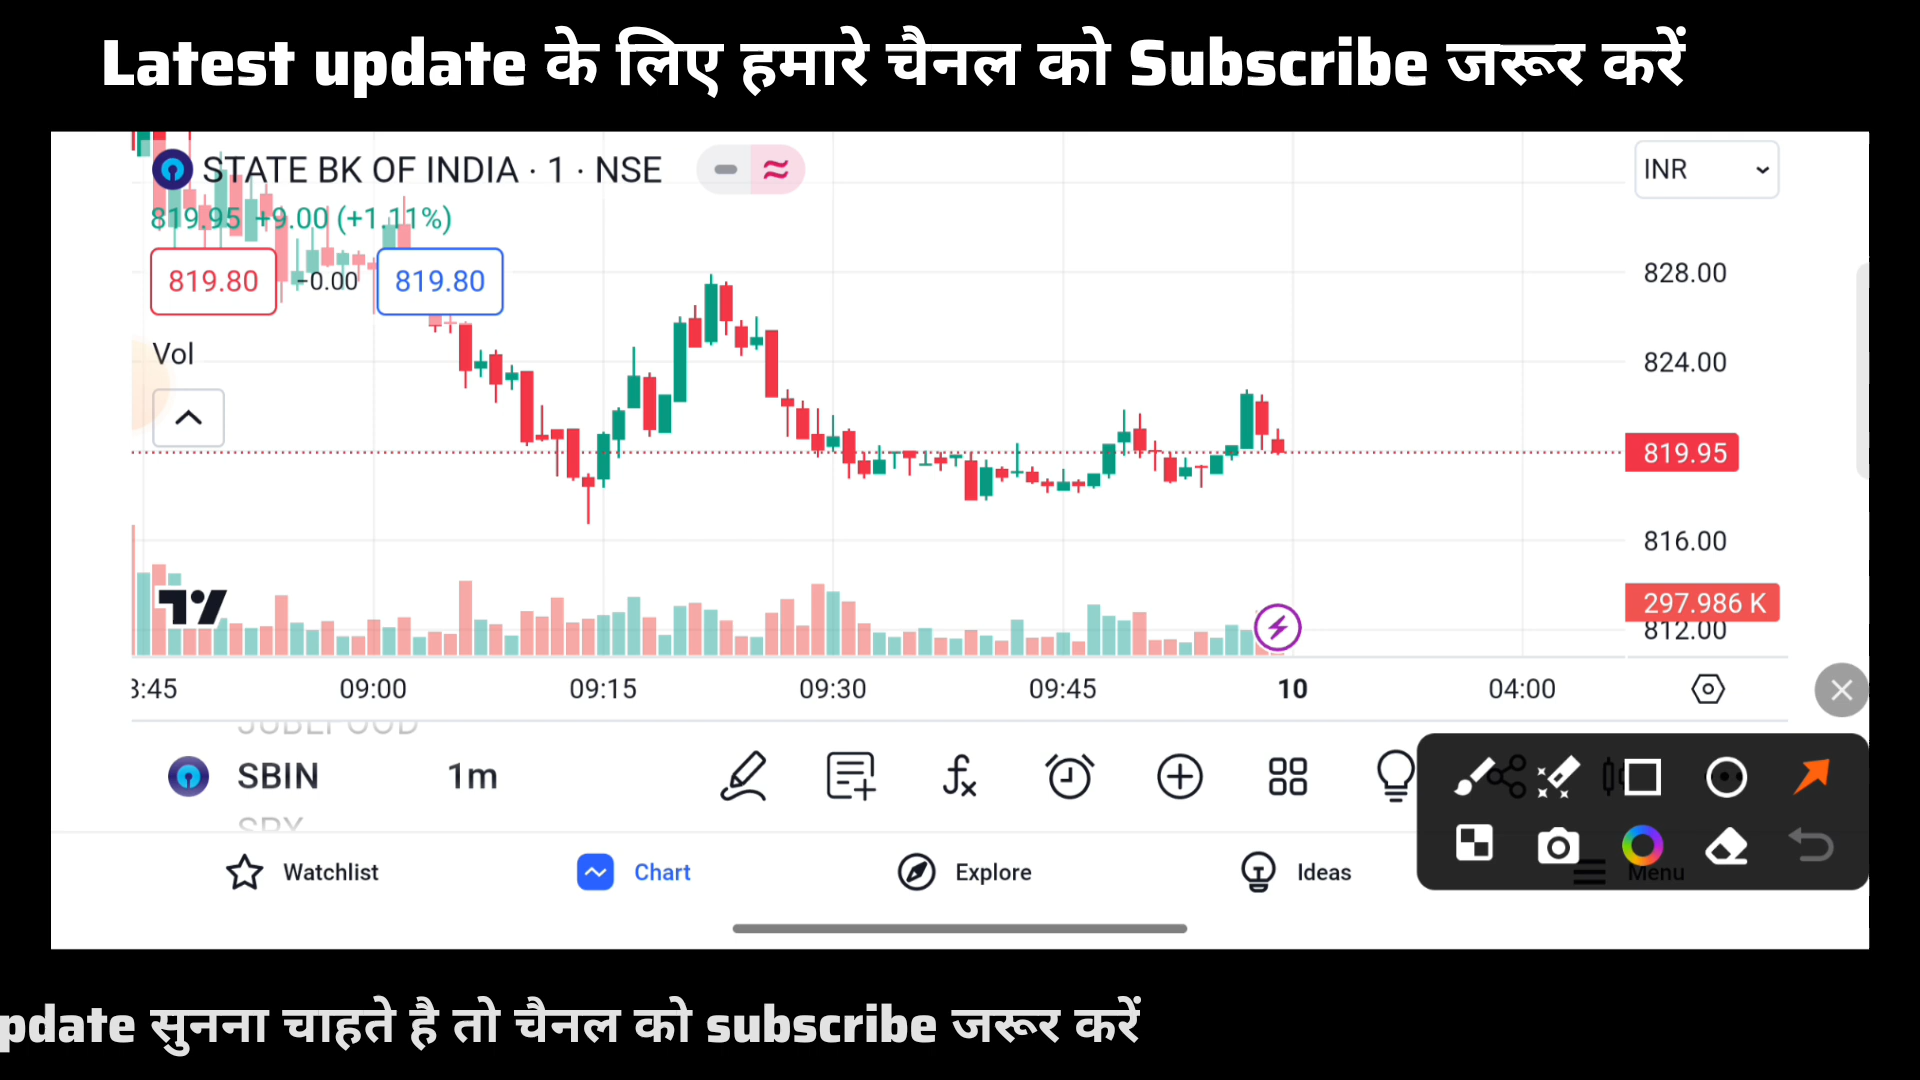 Latest update के लिए हमारे चैनल को Subscribe जरूर करें
STATE BK OF INDIA · 1 · NSE
INR
819.95 +9.00 (+1.11%)
819.80 −0.00 819.80
828.00
Vol
824.00
819.95
816.00
297.986 K
812.00
3:45 09:00 09:15 09:30 09:45 10 04:00
JUBLFOOD
SBIN 1m
SPY
Watchlist Chart Explore Ideas Menu
pdate सुनना चाहते है तो चैनल को subscribe जरूर करें